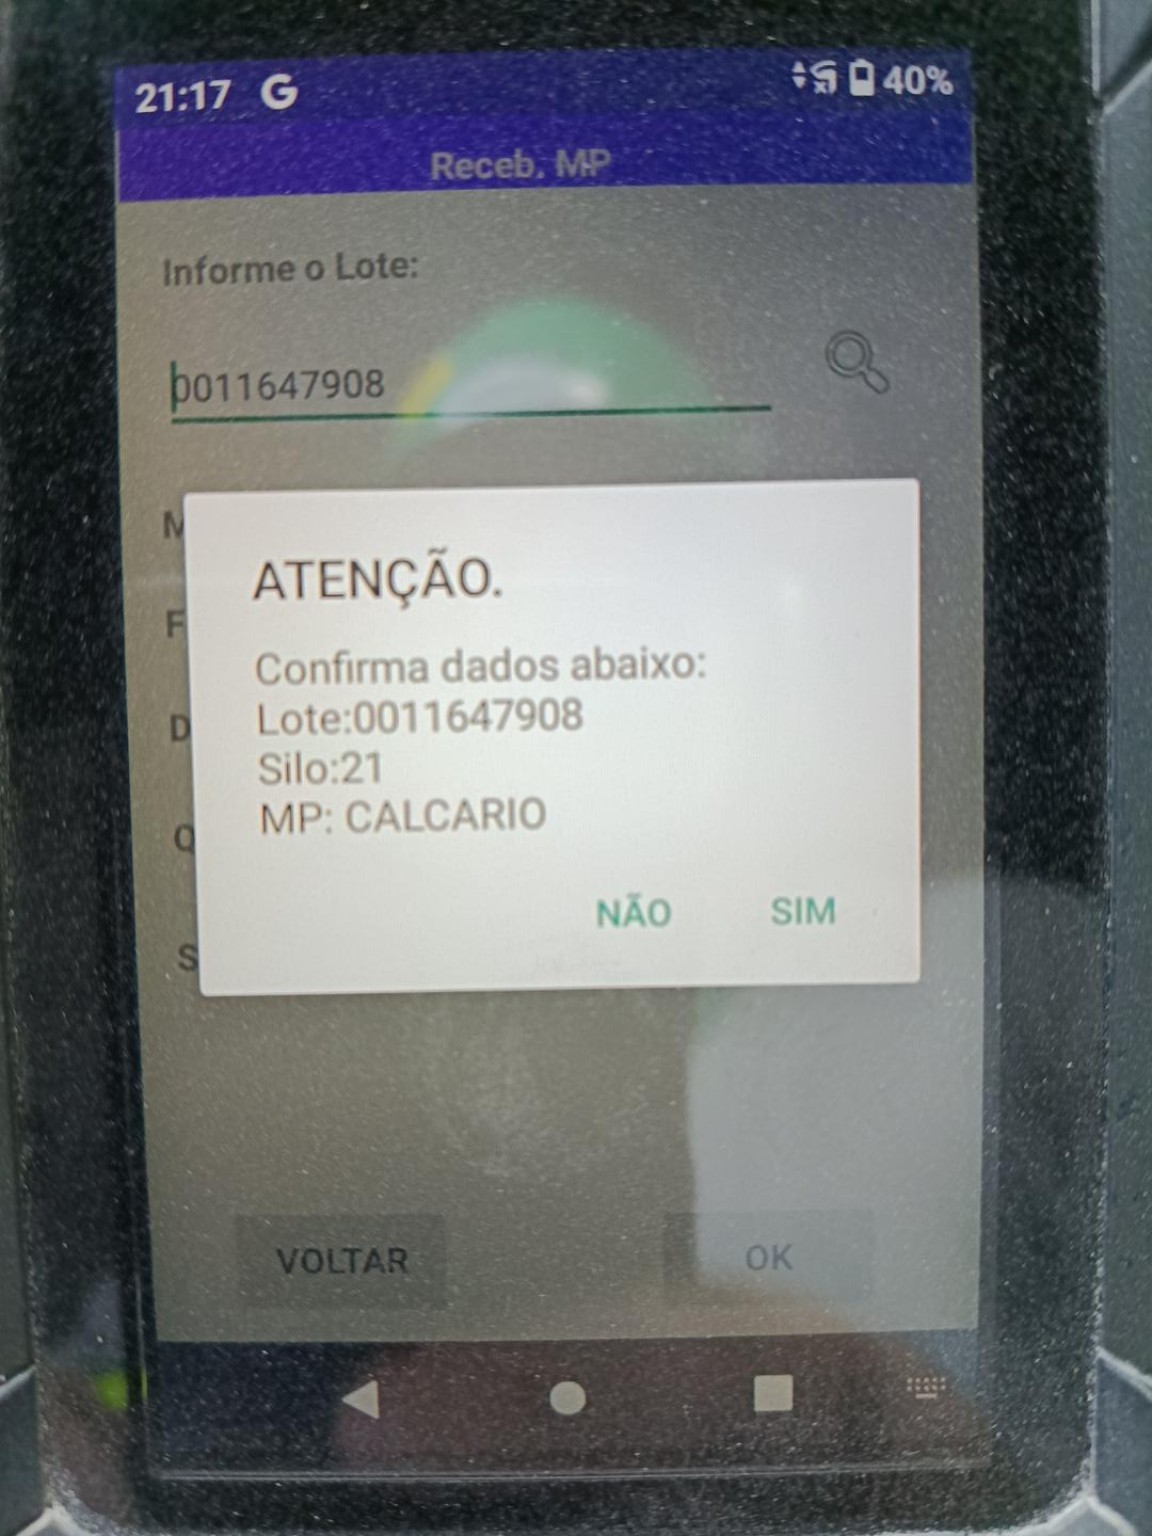 21:17 G 40%
Receb. MP
Informe o Lote:
0011647908
M
F
D
Q
S
ATENÇÃO.
Confirma dados abaixo:
Lote:0011647908
Silo:21
MP: CALCARIO
NÃO SIM
VOLTAR OK